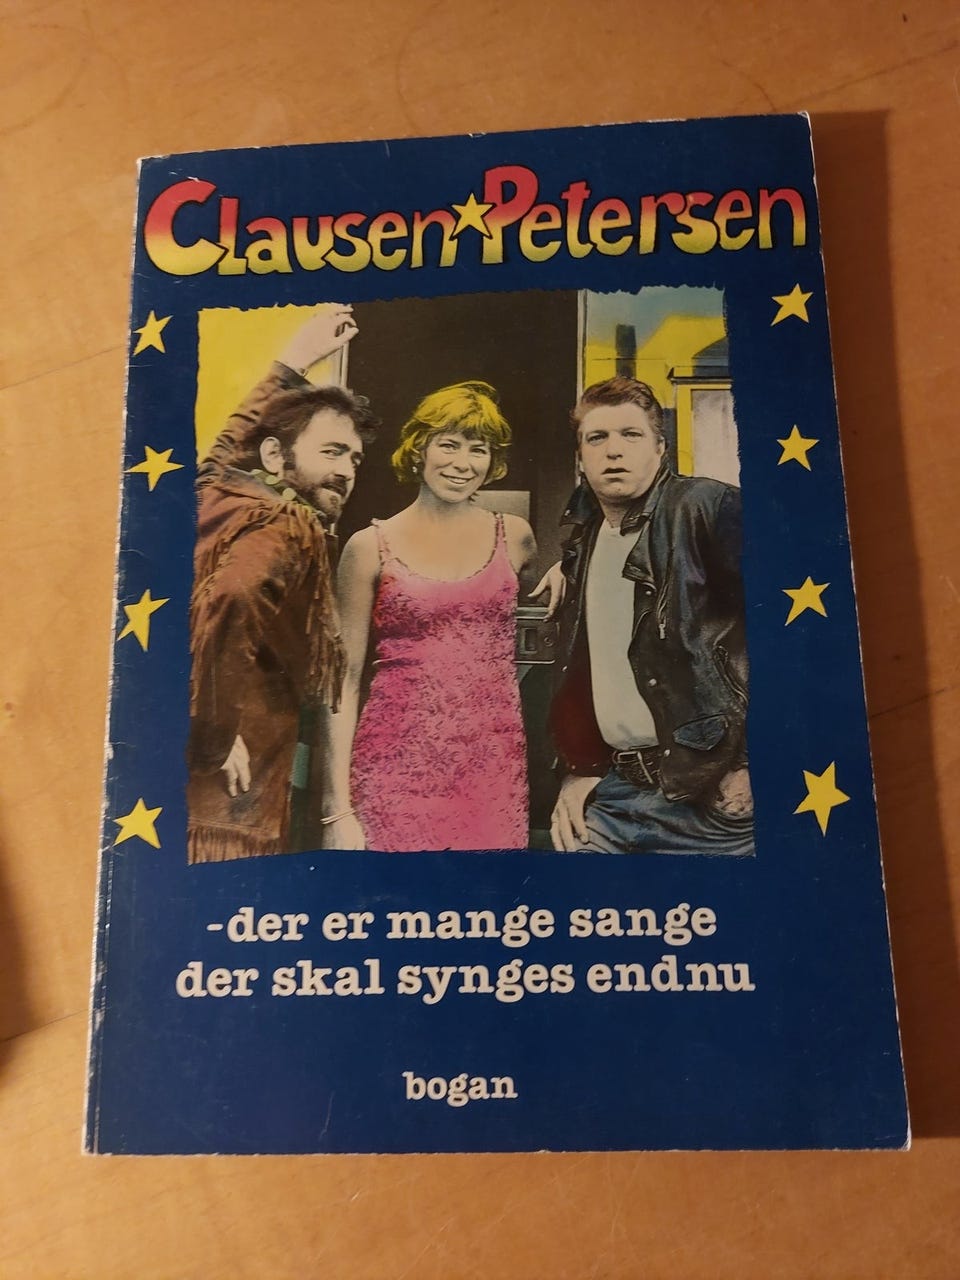 Clausen★Petersen
-der er mange sange
der skal synges endnu
bogan